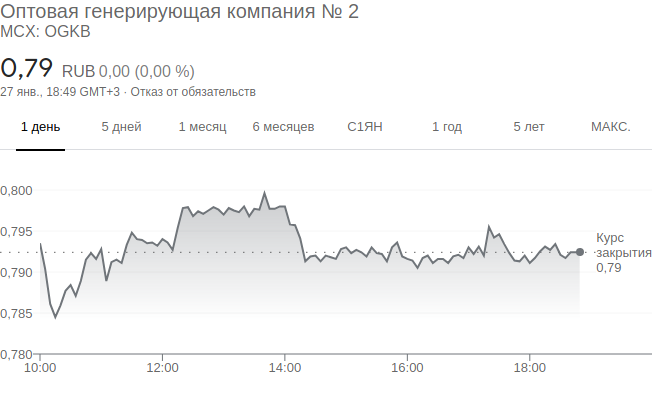 Оптовая генерирующая компания № 2
MCX: OGKB
0,79 RUB 0,00 (0,00 %)
27 янв., 18:49 GMT+3 · Отказ от обязательств
1 день 5 дней 1 месяц 6 месяцев С1ЯН 1 год 5 лет МАКС.
0,800
0,795
0,790
0,785
0,780
Курс
закрытия
0,79
10:00 12:00 14:00 16:00 18:00